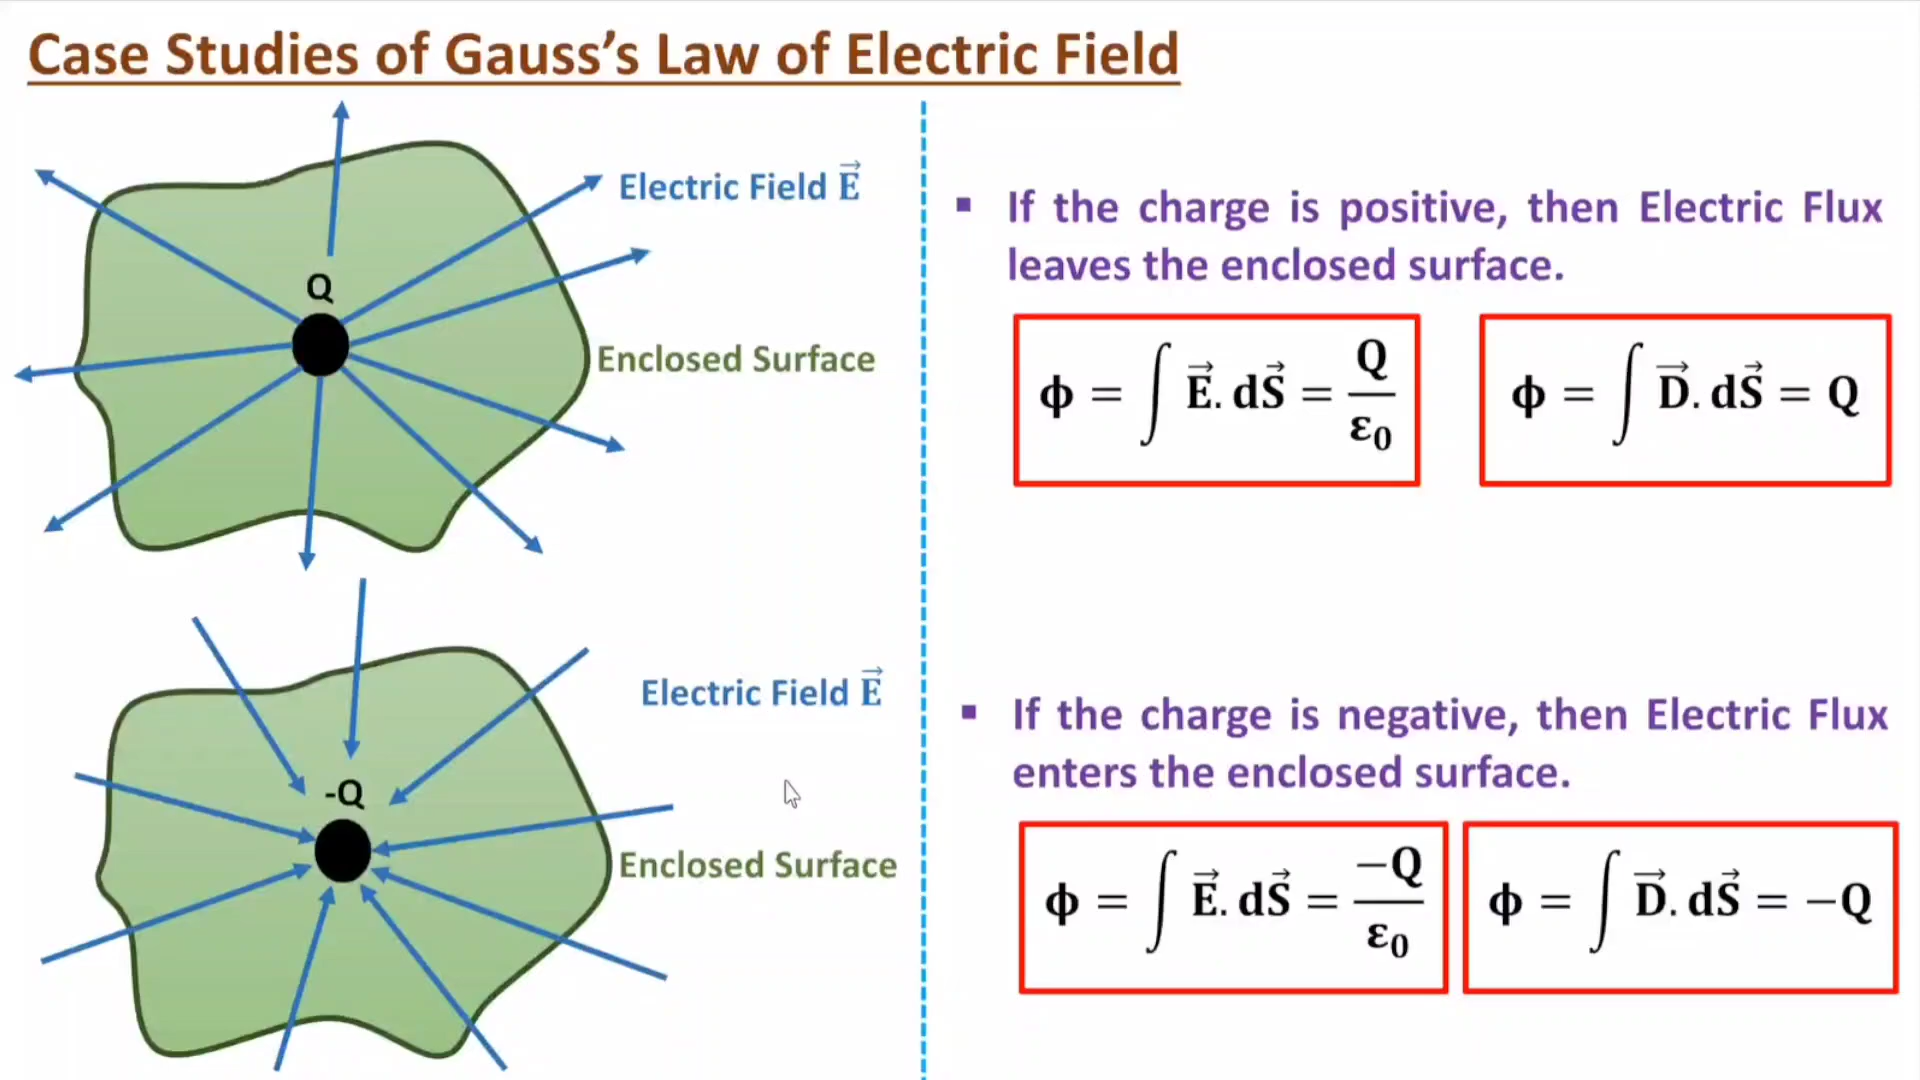 Case Studies of Gauss’s Law of Electric Field
Electric Field E⃗
Q
Enclosed Surface
▪ If the charge is positive, then Electric Flux
leaves the enclosed surface.
ϕ = ∫ E⃗. dS⃗ = Q/ε₀
ϕ = ∫ D⃗. dS⃗ = Q
Electric Field E⃗
-Q
Enclosed Surface
▪ If the charge is negative, then Electric Flux
enters the enclosed surface.
ϕ = ∫ E⃗. dS⃗ = −Q/ε₀
ϕ = ∫ D⃗. dS⃗ = −Q